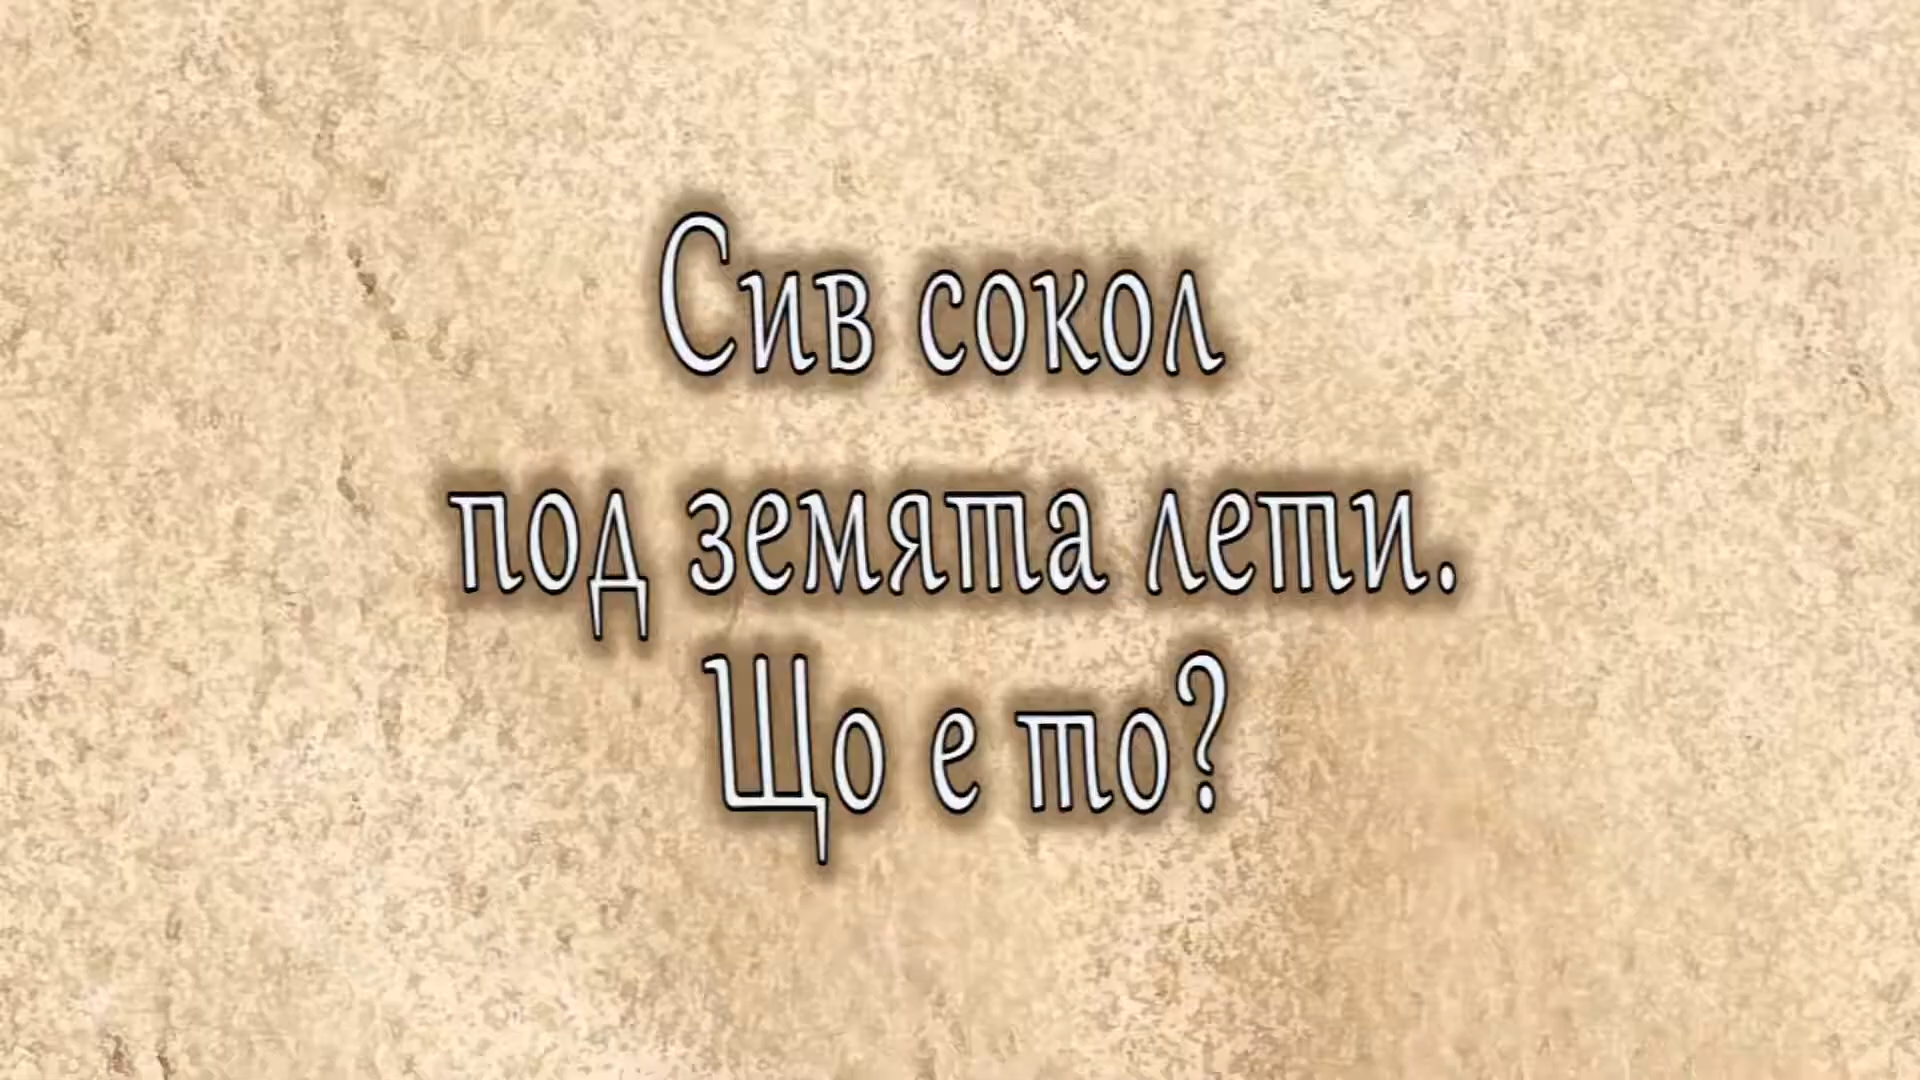 Сив сокол
под земята лети.
Що е то?